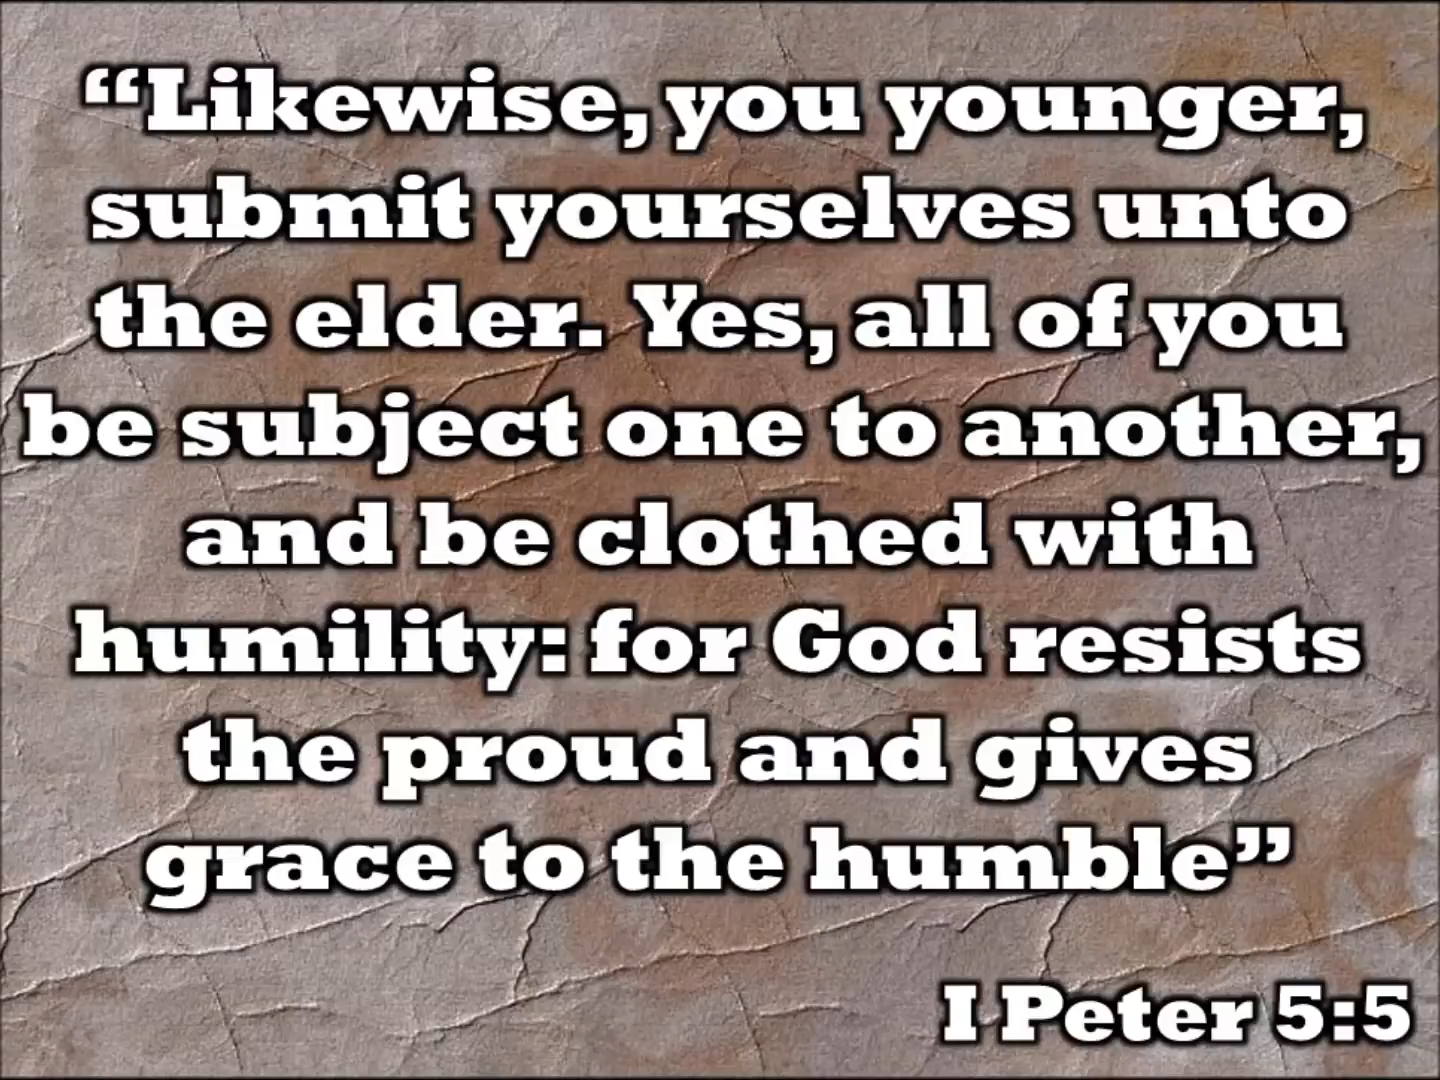 “Likewise, you younger,
submit yourselves unto
the elder. Yes, all of you
be subject one to another,
and be clothed with
humility: for God resists
the proud and gives
grace to the humble”
I Peter 5:5